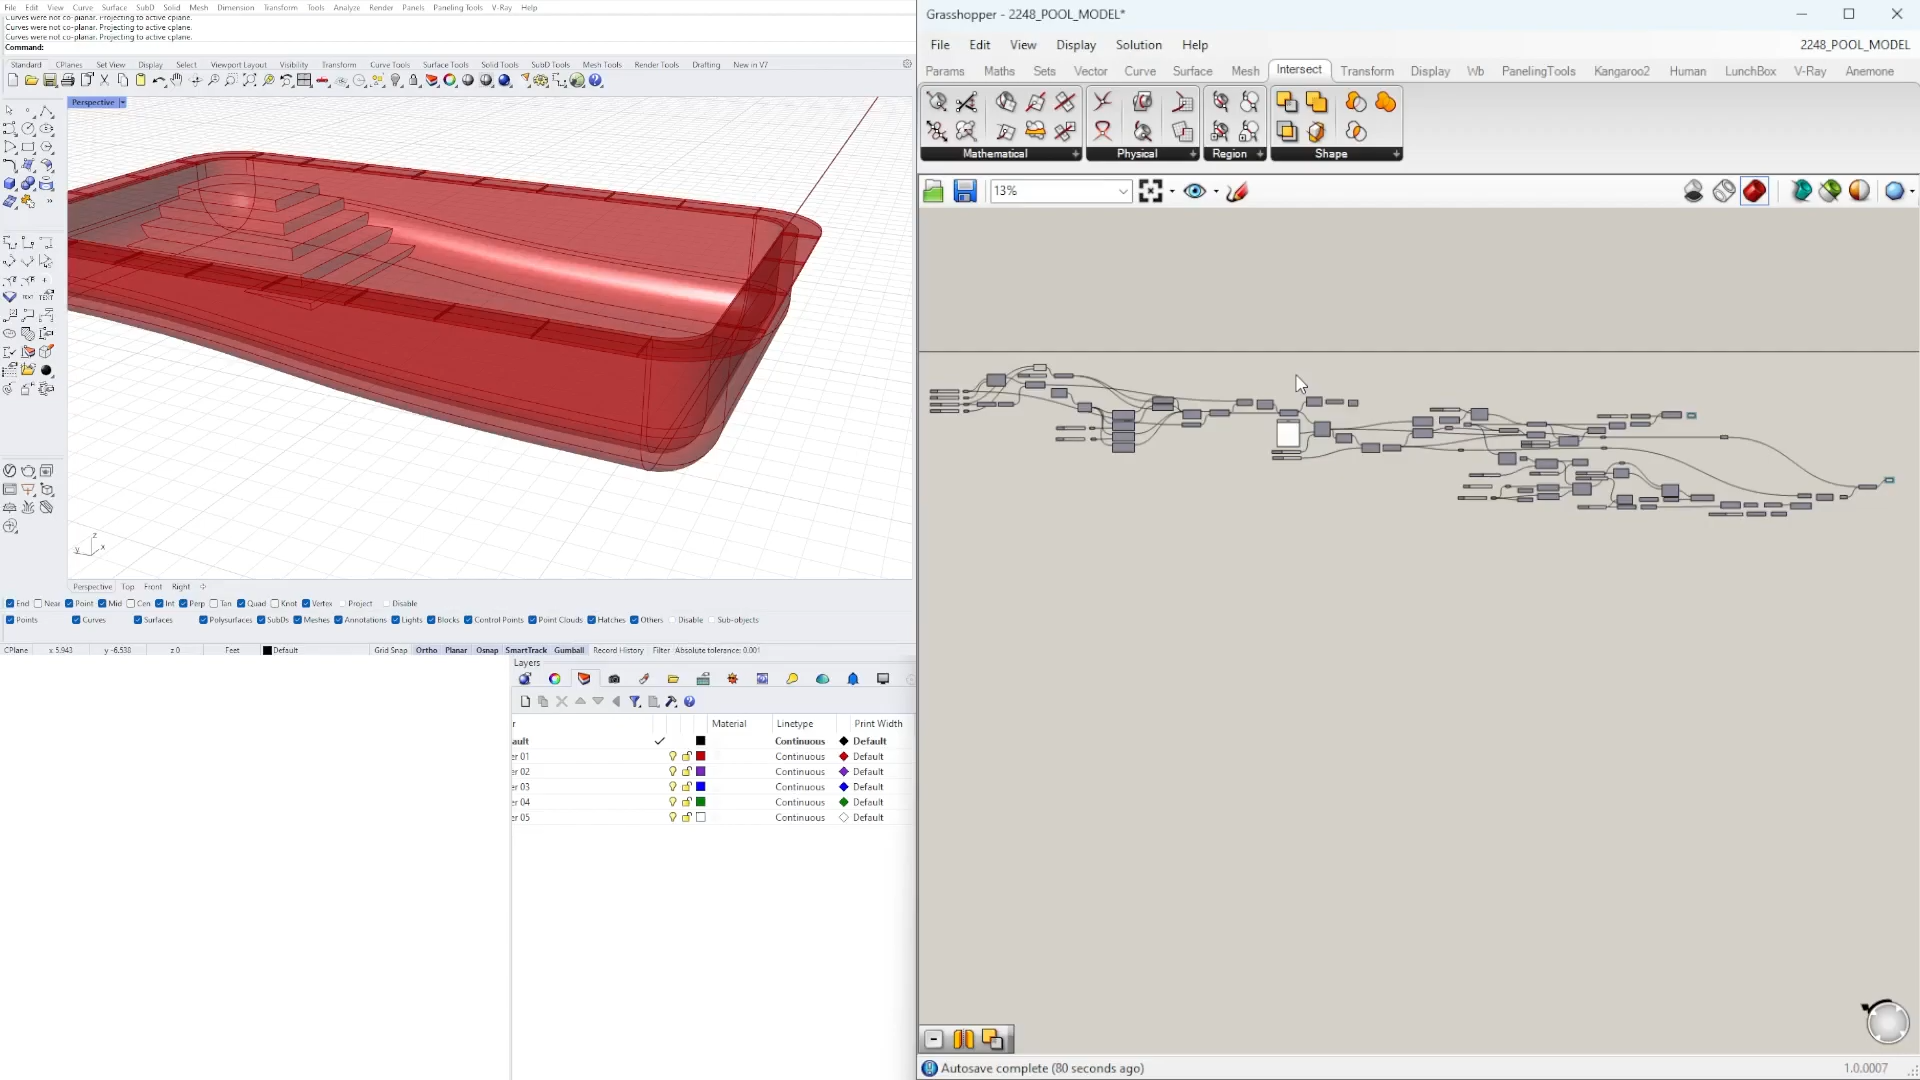 File Edit View Curve Surface SubD Solid Mesh Dimension Transform Tools Analyze Render Panels Paneling Tools V-Ray Help
Curves were not co-planar. Projecting to active cplane.
Curves were not co-planar. Projecting to active cplane.
Curves were not co-planar. Projecting to active cplane.
Command:
Standard CPlanes Set View Display Select Viewport Layout Visibility Transform Curve Tools Surface Tools Solid Tools SubD Tools Mesh Tools Render Tools Drafting New in V7
Perspective
z
y x
Perspective Top Front Right
End Near Point Mid Cen Int Perp Tan Quad Knot Vertex Project Disable
Points Curves Surfaces Polysurfaces SubDs Meshes Annotations Lights Blocks Control Points Point Clouds Hatches Others Disable Sub-objects
CPlane x 5.943 y -6.538 z 0 Feet Default Grid Snap Ortho Planar Osnap SmartTrack Gumball Record History Filter Absolute tolerance: 0.001
Layers
r Material Linetype Print Width
ault Continuous Default
er 01 Continuous Default
er 02 Continuous Default
er 03 Continuous Default
er 04 Continuous Default
er 05 Continuous Default
Grasshopper - 2248_POOL_MODEL*
File Edit View Display Solution Help 2248_POOL_MODEL
Params Maths Sets Vector Curve Surface Mesh Intersect Transform Display Wb PanelingTools Kangaroo2 Human LunchBox V-Ray Anemone
Mathematical + Physical + Region + Shape +
13%
Autosave complete (80 seconds ago) 1.0.0007